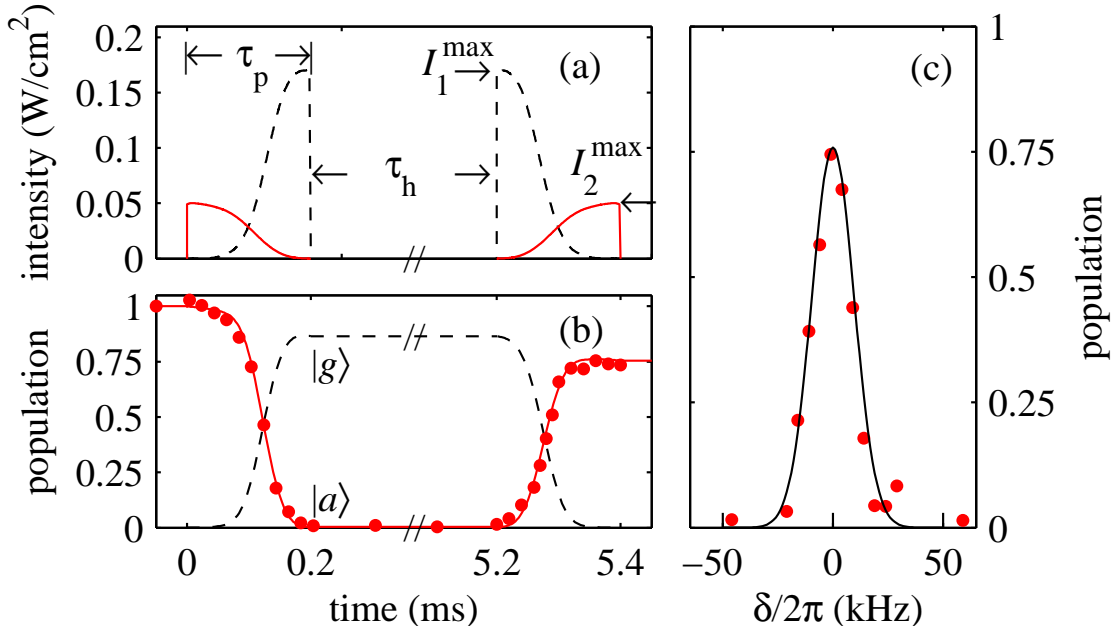 intensity (W/cm²)
0.2
0.15
0.1
0.05
0
τₚ
I₁ᵐᵃˣ
(a)
τₕ
I₂ᵐᵃˣ
//
population
1
0.75
0.5
0.25
0
(b)
|g⟩
|a⟩
//
//
0
0.2
5.2
5.4
time (ms)
(c)
1
0.75
0.5
0.25
0
population
−50
0
50
δ/2π (kHz)